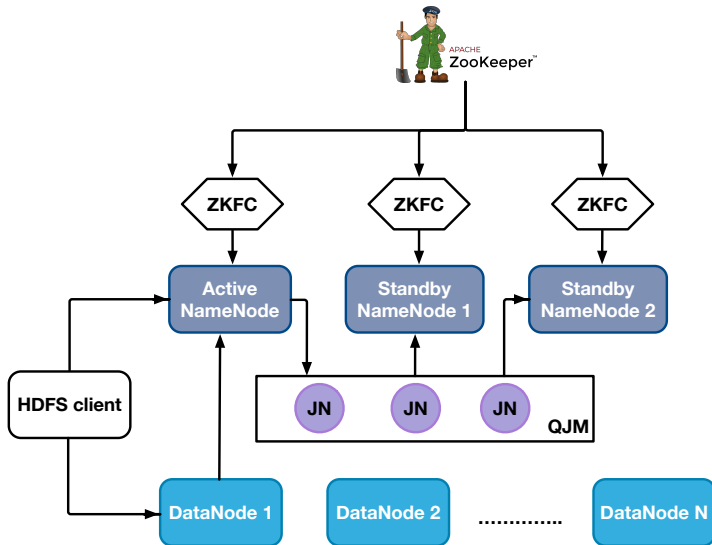 APACHE
ZooKeeper™
ZKFC
ZKFC
ZKFC
Active
NameNode
Standby
NameNode 1
Standby
NameNode 2
HDFS client
JN
JN
JN
QJM
DataNode 1
DataNode 2
..............
DataNode N